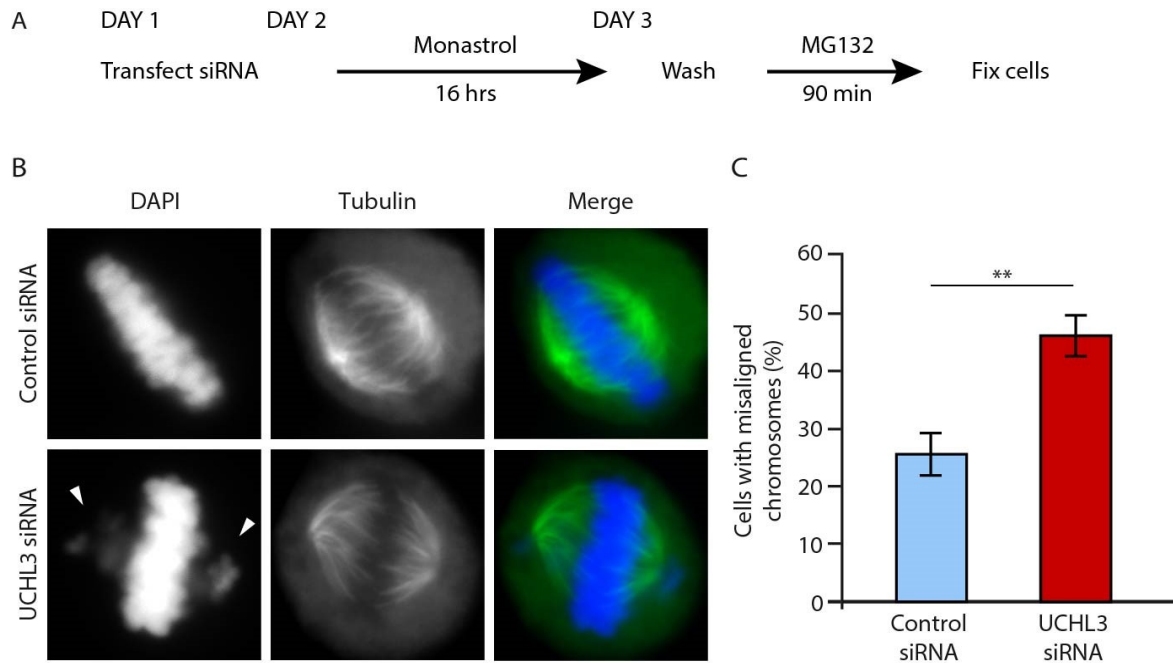 A
DAY 1
DAY 2
DAY 3
Transfect siRNA
Monastrol
16 hrs
Wash
MG132
90 min
Fix cells
B
DAPI
Tubulin
Merge
Control siRNA
UCHL3 siRNA
C
Cells with misaligned
chromosomes (%)
60
50
40
30
20
10
0
**
Control
siRNA
UCHL3
siRNA